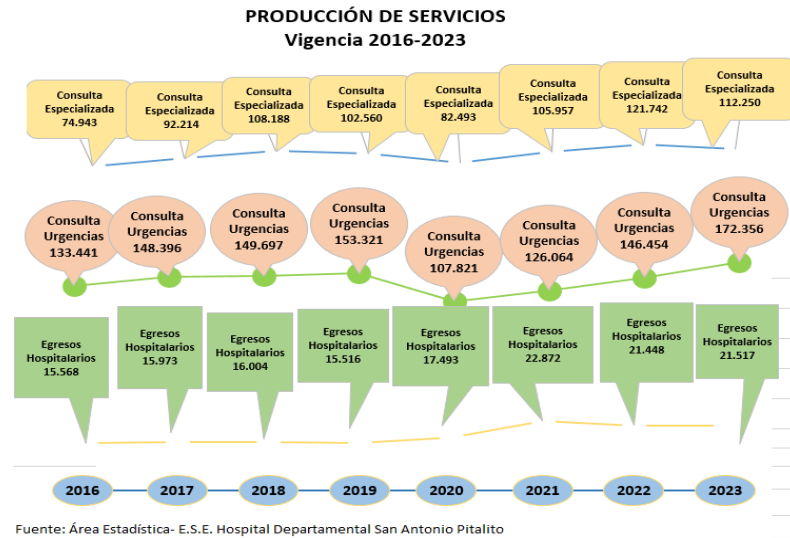 PRODUCCIÓN DE SERVICIOS
Vigencia 2016-2023
Consulta
Especializada
74.943
Consulta
Especializada
92.214
Consulta
Especializada
108.188
Consulta
Especializada
102.560
Consulta
Especializada
82.493
Consulta
Especializada
105.957
Consulta
Especializada
121.742
Consulta
Especializada
112.250
Consulta
Urgencias
133.441
Consulta
Urgencias
148.396
Consulta
Urgencias
149.697
Consulta
Urgencias
153.321
Consulta
Urgencias
107.821
Consulta
Urgencias
126.064
Consulta
Urgencias
146.454
Consulta
Urgencias
172.356
Egresos
Hospitalarios
15.568
Egresos
Hospitalarios
15.973
Egresos
Hospitalarios
16.004
Egresos
Hospitalarios
15.516
Egresos
Hospitalarios
17.493
Egresos
Hospitalarios
22.872
Egresos
Hospitalarios
21.448
Egresos
Hospitalarios
21.517
2016
2017
2018
2019
2020
2021
2022
2023
Fuente: Área Estadística- E.S.E. Hospital Departamental San Antonio Pitalito